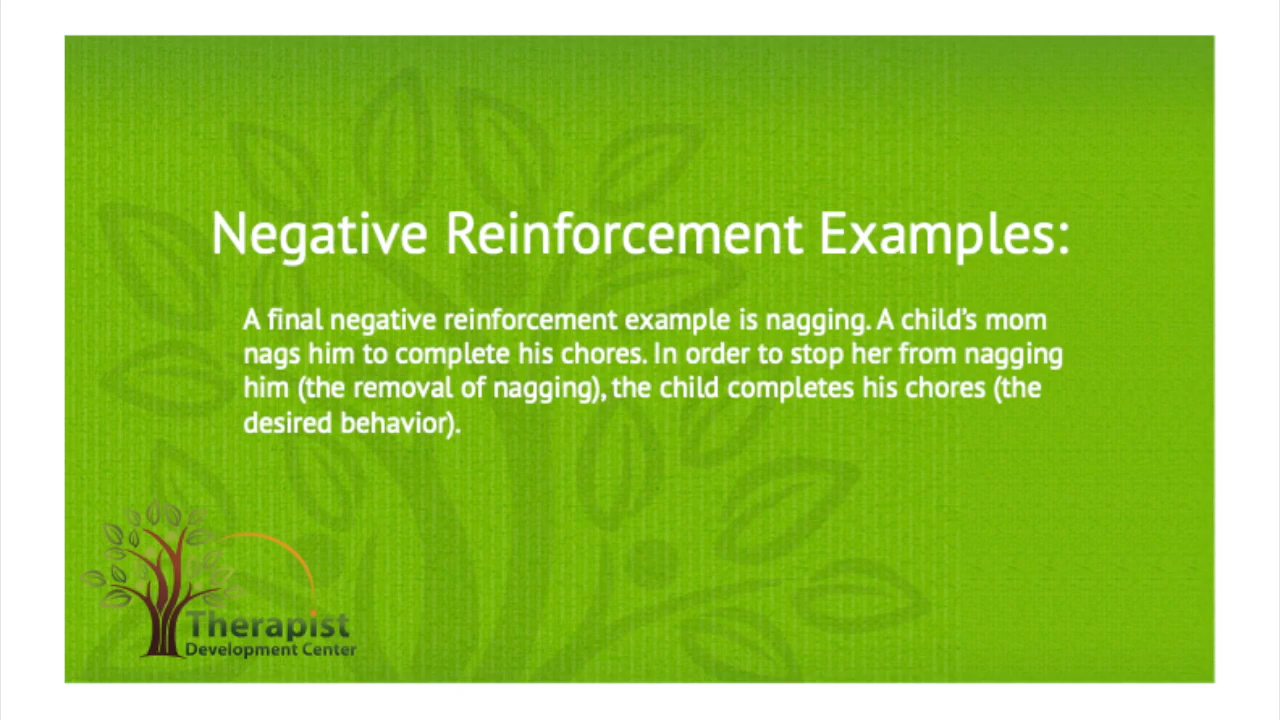 Negative Reinforcement Examples:
A final negative reinforcement example is nagging. A child’s mom
nags him to complete his chores. In order to stop her from nagging
him (the removal of nagging), the child completes his chores (the
desired behavior).
Therapist
Development Center